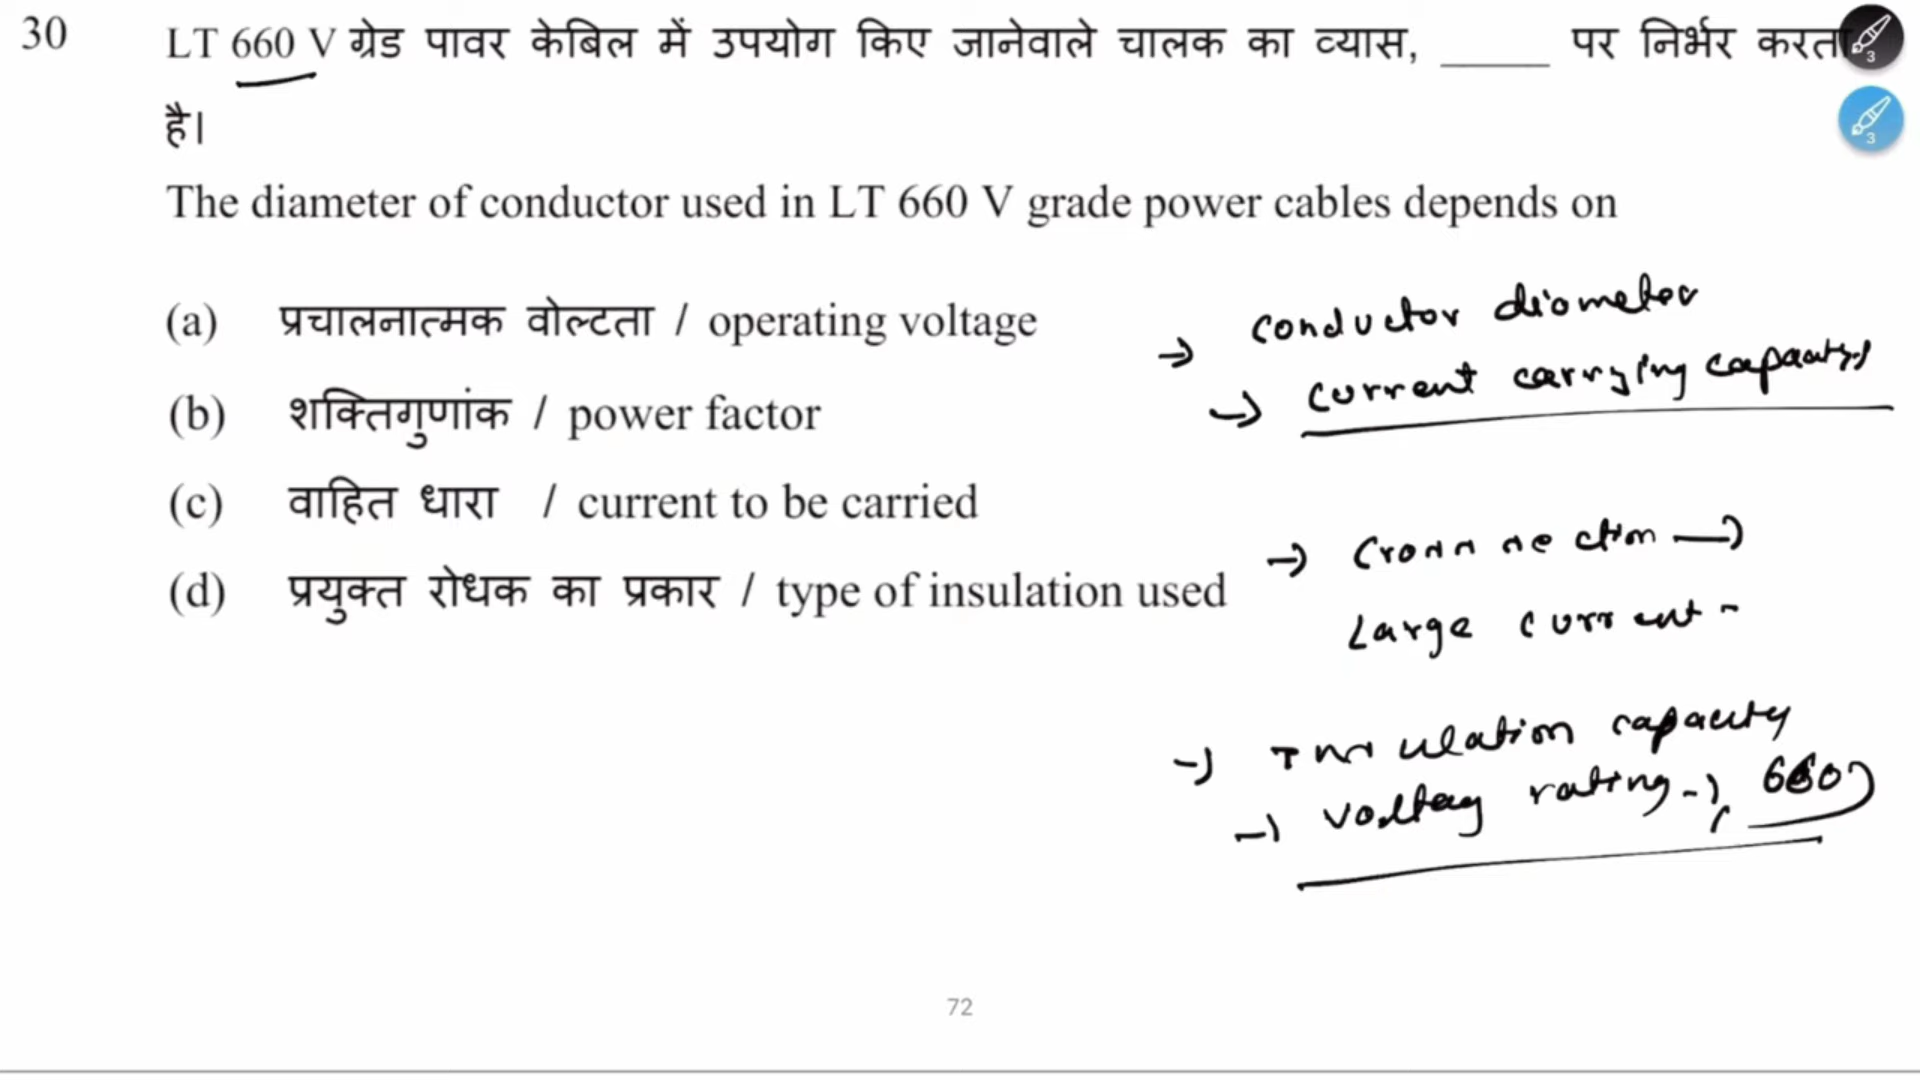 30 LT 660 V ग्रेड पावर केबिल में उपयोग किए जानेवाले चालक का व्यास, _____ पर निर्भर करता
है।
The diameter of conductor used in LT 660 V grade power cables depends on
(a) प्रचालनात्मक वोल्टता / operating voltage
(b) शक्तिगुणांक / power factor
(c) वाहित धारा / current to be carried
(d) प्रयुक्त रोधक का प्रकार / type of insulation used
→ conductor diameter
→ current carrying capacity
→ Cross section →
Large current -
→ Insulation capacity
→ voltag rating → 660
72
3
3